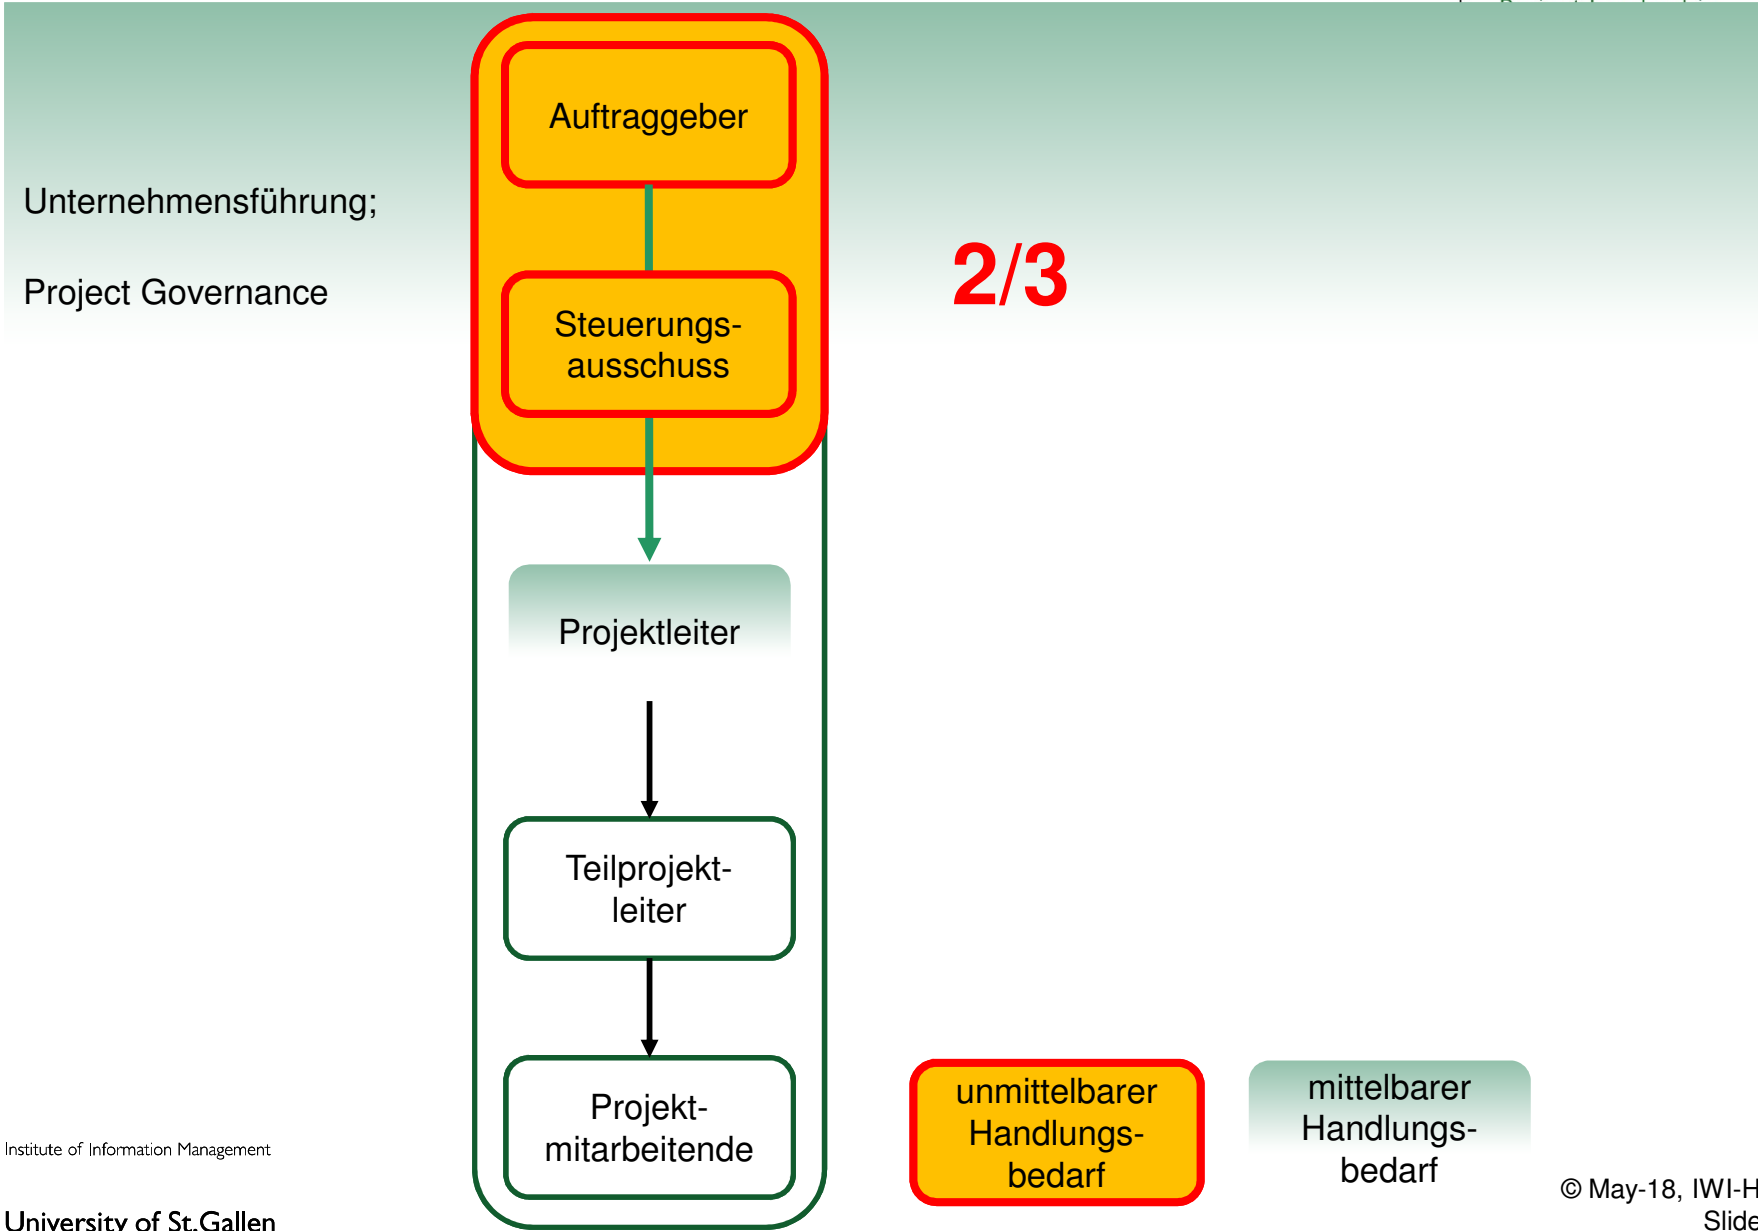 Auftraggeber
Unternehmensführung;
Project Governance
2/3
Steuerungs-
ausschuss
Projektleiter
Teilprojekt-
leiter
Projekt-
mitarbeitende
unmittelbarer
Handlungs-
bedarf
mittelbarer
Handlungs-
bedarf
Institute of Information Management
University of St.Gallen
© May-18, IWI-H
Slide